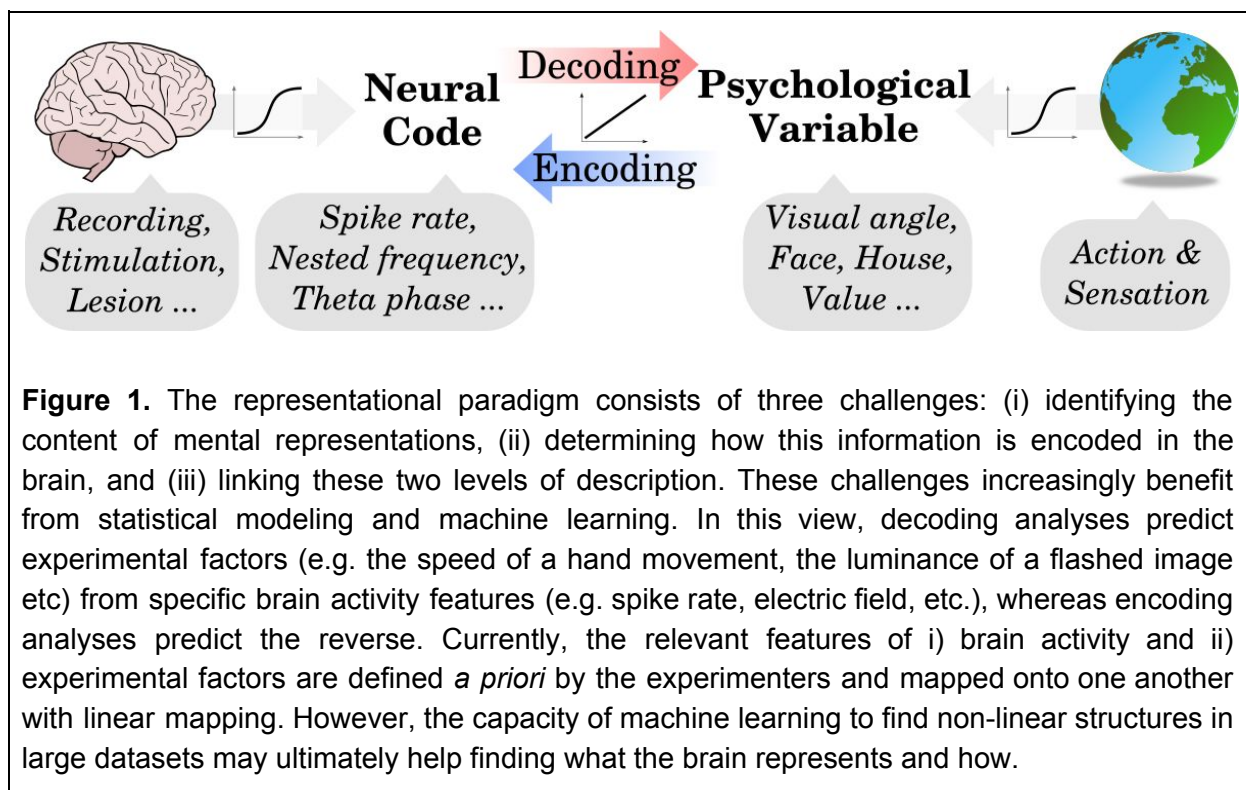 Neural
Code
Decoding
Encoding
Psychological
Variable
Recording,
Stimulation,
Lesion ...
Spike rate,
Nested frequency,
Theta phase ...
Visual angle,
Face, House,
Value ...
Action &
Sensation
Figure 1. The representational paradigm consists of three challenges: (i) identifying the
content of mental representations, (ii) determining how this information is encoded in the
brain, and (iii) linking these two levels of description. These challenges increasingly benefit
from statistical modeling and machine learning. In this view, decoding analyses predict
experimental factors (e.g. the speed of a hand movement, the luminance of a flashed image
etc) from specific brain activity features (e.g. spike rate, electric field, etc.), whereas encoding
analyses predict the reverse. Currently, the relevant features of i) brain activity and ii)
experimental factors are defined a priori by the experimenters and mapped onto one another
with linear mapping. However, the capacity of machine learning to find non-linear structures in
large datasets may ultimately help finding what the brain represents and how.